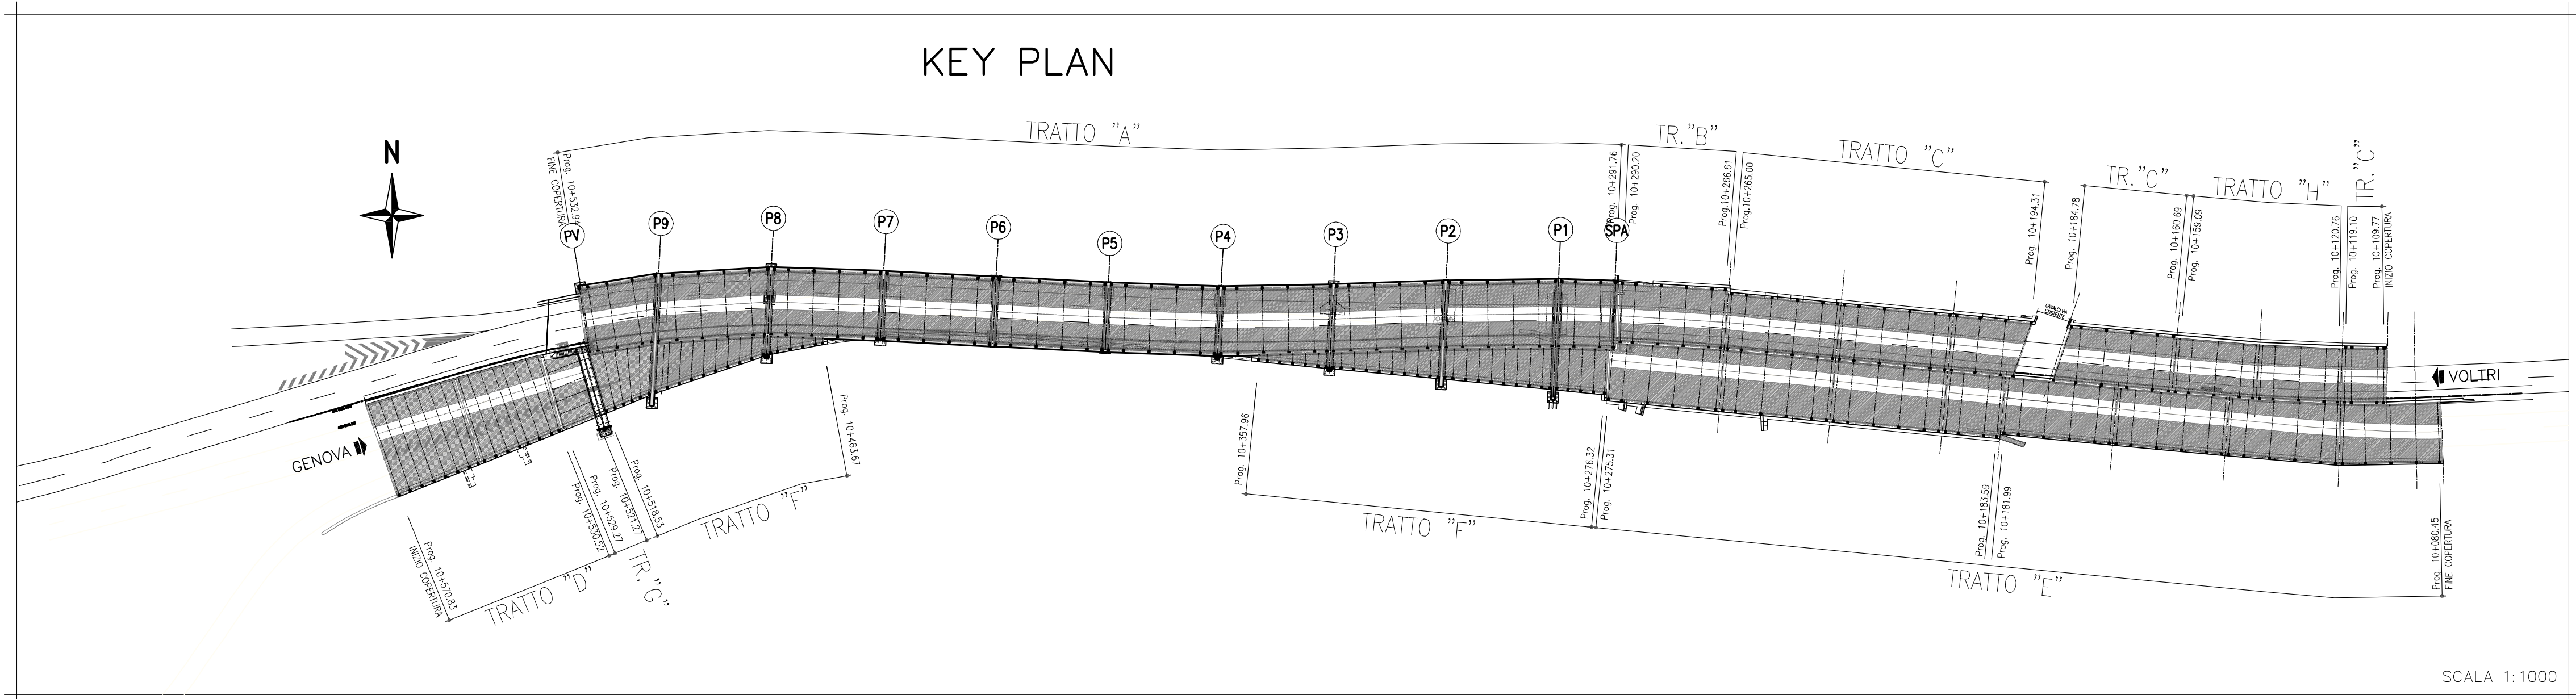 KEY PLAN
N
TRATTO "A"
TR."B"
TRATTO "C"
TR."C"
TRATTO "H"
TR."C"
Prog. 10+532.94
FINE COPERTURA
Prog. 10+291.76
Prog. 10+290.20
Prog.10+266.61
Prog.10+265.00
Prog. 10+194.31
Prog. 10+184.78
Prog. 10+160.69
Prog. 10+159.09
Prog. 10+120.76
Prog. 10+119.10
Prog. 10+109.77
INIZIO COPERTURA
PV
P9
P8
P7
P6
P5
P4
P3
P2
P1
SPA
CAVALCAVIA
ESISTENTE
VOLTRI
GENOVA
Prog. 10+570.83
INIZIO COPERTURA
Prog. 10+530.52
Prog. 10+529.27
Prog. 10+521.27
Prog. 10+518.53
Prog. 10+463.67
Prog. 10+357.96
Prog. 10+276.32
Prog. 10+275.31
Prog. 10+183.59
Prog. 10+181.99
Prog. 10+080.45
FINE COPERTURA
TRATTO "D"
TR. "G"
TRATTO "F"
TRATTO "F"
TRATTO "E"
SCALA 1:1000